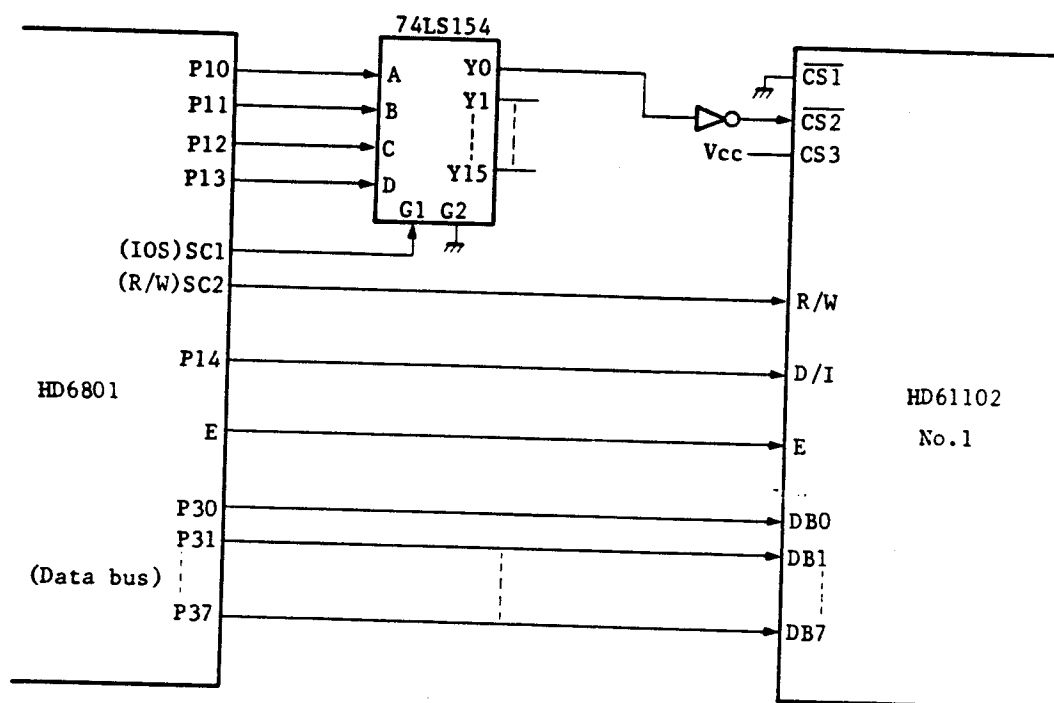 74LS154
P10
P11
P12
P13
(IOS)SC1
(R/W)SC2
P14
HD6801
E
P30
P31
(Data bus)
P37
A
B
C
D
Y0
Y1
Y15
G1 G2
Vcc
CS1
CS2
CS3
R/W
D/I
HD61102
No.1
E
DB0
DB1
DB7